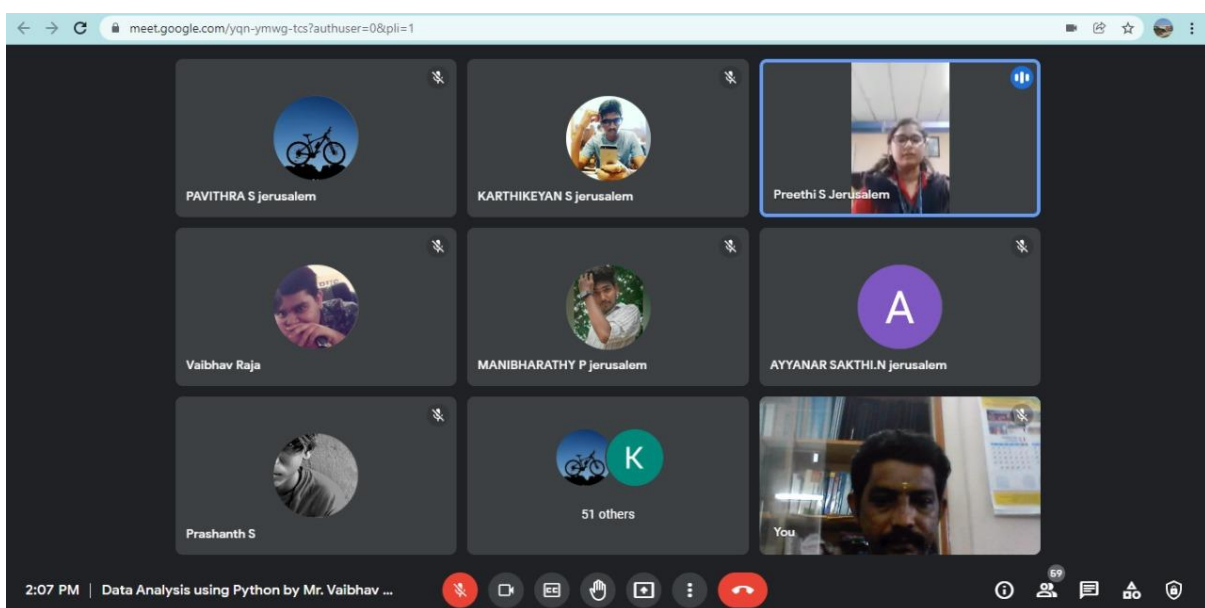 meet.google.com/yqn-ymwg-tcs?authuser=0&pli=1
PAVITHRA S jerusalem
KARTHIKEYAN S jerusalem
Preethi S Jerusalem
Vaibhav Raja
MANIBHARATHY P jerusalem
A
AYYANAR SAKTHI.N jerusalem
Prashanth S
K
51 others
You
2:07 PM | Data Analysis using Python by Mr. Vaibhav ...
CC
59